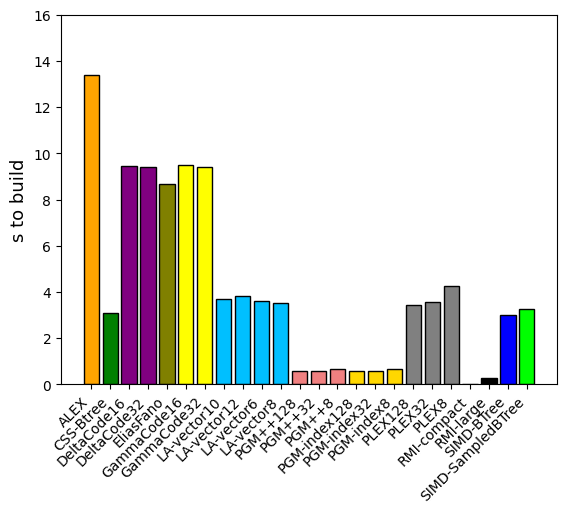 16
14
12
10
8
6
4
2
0
s to build
ALEX
CSS-Btree
DeltaCode16
DeltaCode32
EliasFano
GammaCode16
GammaCode32
LA-vector10
LA-vector12
LA-vector6
LA-vector8
PGM++128
PGM++32
PGM++8
PGM-index128
PGM-index32
PGM-index8
PLEX128
PLEX32
PLEX8
RMI-compact
RMI-large
SIMD-BTree
SIMD-SampledBTree